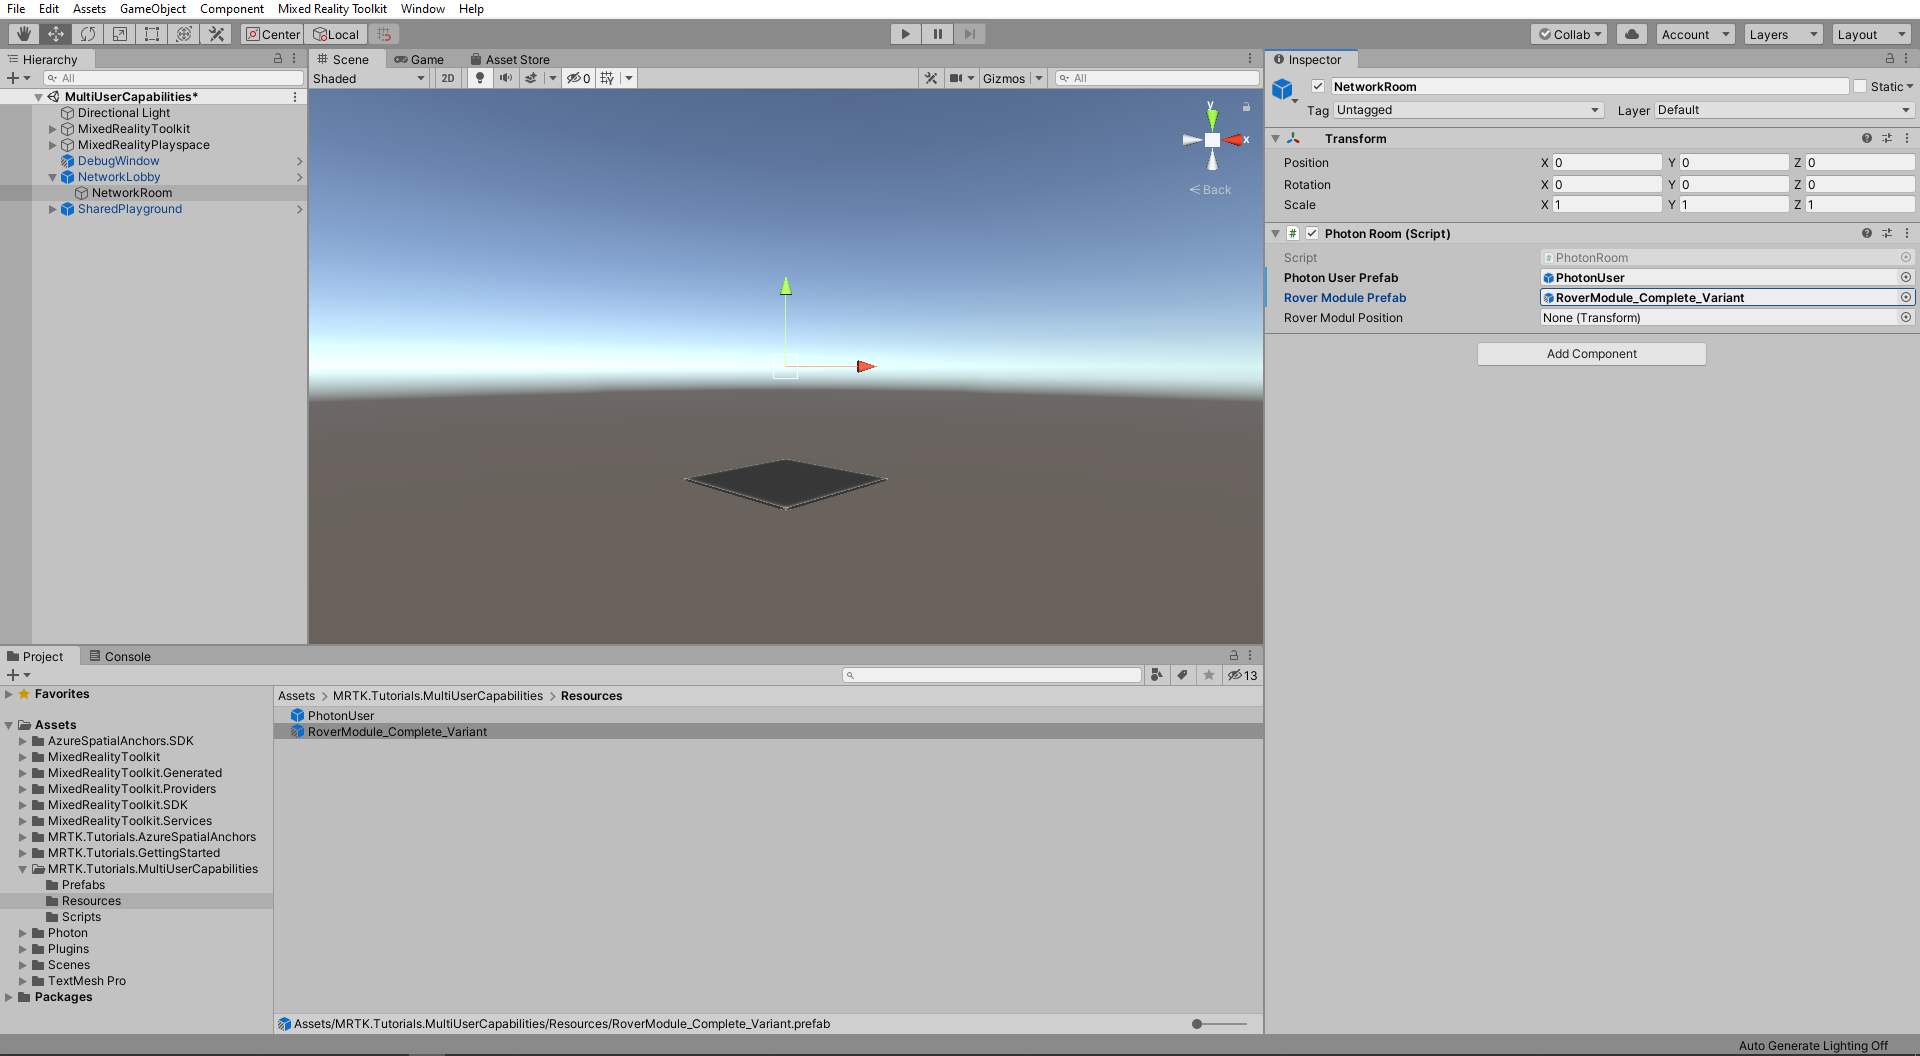 File Edit Assets GameObject Component Mixed Reality Toolkit Window Help
Center Local Collab Account Layers Layout
Hierarchy
All
MultiUserCapabilities*
Directional Light
MixedRealityToolkit
MixedRealityPlayspace
DebugWindow
NetworkLobby
NetworkRoom
SharedPlayground
Scene Game Asset Store
Shaded 2D 0 Gizmos All
y
x
Back
Inspector
NetworkRoom Static
Tag Untagged Layer Default
Transform
Position X 0 Y 0 Z 0
Rotation X 0 Y 0 Z 0
Scale X 1 Y 1 Z 1
# Photon Room (Script)
Script # PhotonRoom
Photon User Prefab PhotonUser
Rover Module Prefab RoverModule_Complete_Variant
Rover Modul Position None (Transform)
Add Component
Project Console
13
Favorites
Assets
AzureSpatialAnchors.SDK
MixedRealityToolkit
MixedRealityToolkit.Generated
MixedRealityToolkit.Providers
MixedRealityToolkit.SDK
MixedRealityToolkit.Services
MRTK.Tutorials.AzureSpatialAnchors
MRTK.Tutorials.GettingStarted
MRTK.Tutorials.MultiUserCapabilities
Prefabs
Resources
Scripts
Photon
Plugins
Scenes
TextMesh Pro
Packages
Assets > MRTK.Tutorials.MultiUserCapabilities > Resources
PhotonUser
RoverModule_Complete_Variant
Assets/MRTK.Tutorials.MultiUserCapabilities/Resources/RoverModule_Complete_Variant.prefab
Auto Generate Lighting Off